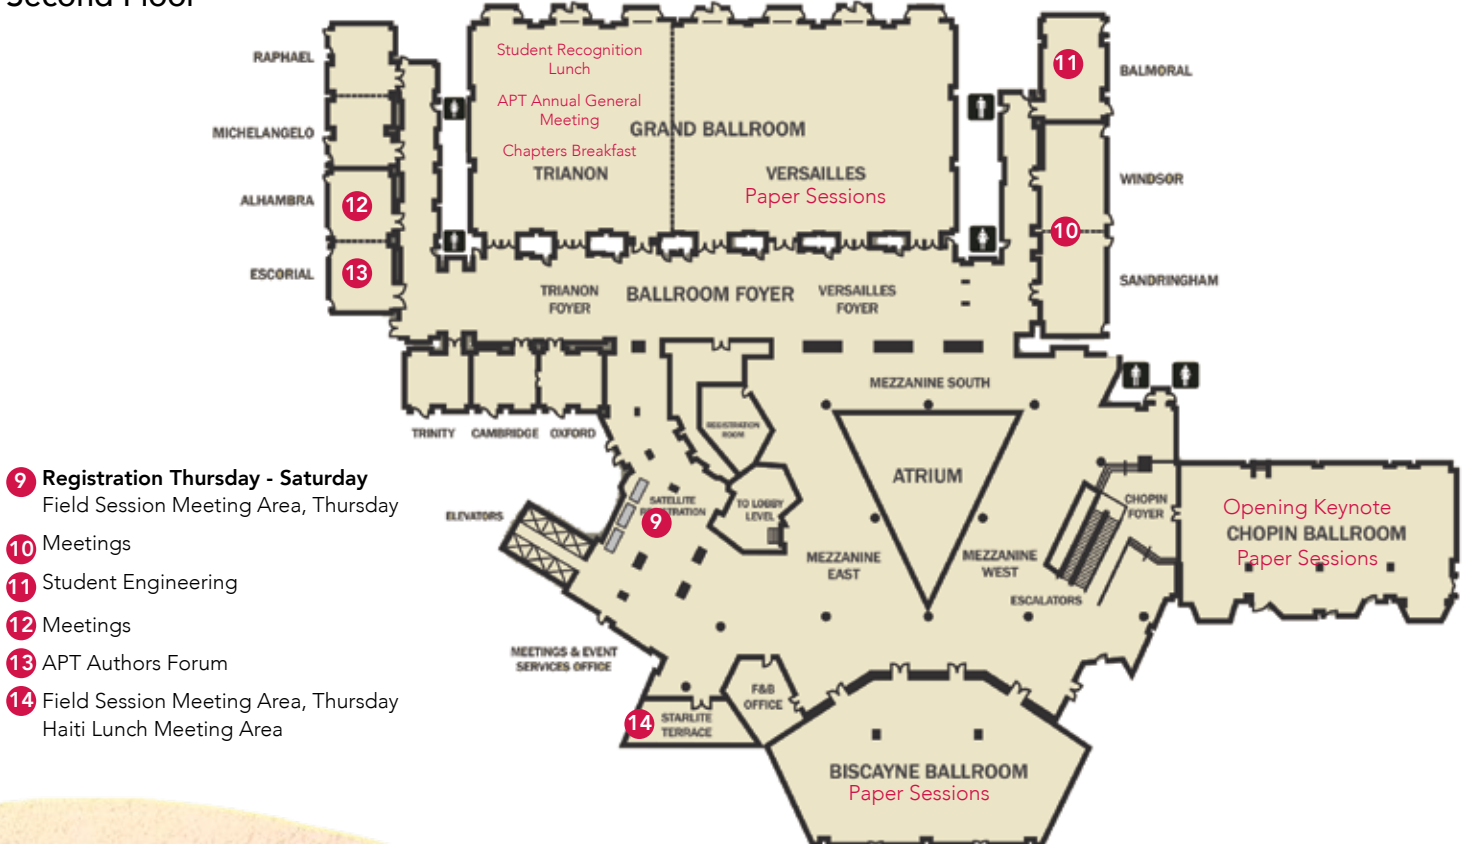 Second Floor
RAPHAEL
MICHELANGELO
ALHAMBRA
12
ESCORIAL
13
Student Recognition
Lunch
APT Annual General
Meeting
Chapters Breakfast
GRAND BALLROOM
TRIANON
VERSAILLES
Paper Sessions
11
BALMORAL
WINDSOR
10
SANDRINGHAM
TRIANON
FOYER
BALLROOM FOYER
VERSAILLES
FOYER
MEZZANINE SOUTH
TRINITY
CAMBRIDGE
OXFORD
REGISTRATION
ROOM
ATRIUM
9 Registration Thursday - Saturday
Field Session Meeting Area, Thursday
10 Meetings
11 Student Engineering
12 Meetings
13 APT Authors Forum
14 Field Session Meeting Area, Thursday
Haiti Lunch Meeting Area
ELEVATORS
SATELLITE
REGISTRATION
9
TO LOBBY
LEVEL
MEZZANINE
EAST
MEZZANINE
WEST
CHOPIN
FOYER
ESCALATORS
Opening Keynote
CHOPIN BALLROOM
Paper Sessions
MEETINGS & EVENT
SERVICES OFFICE
F&B
OFFICE
14
STARLITE
TERRACE
BISCAYNE BALLROOM
Paper Sessions